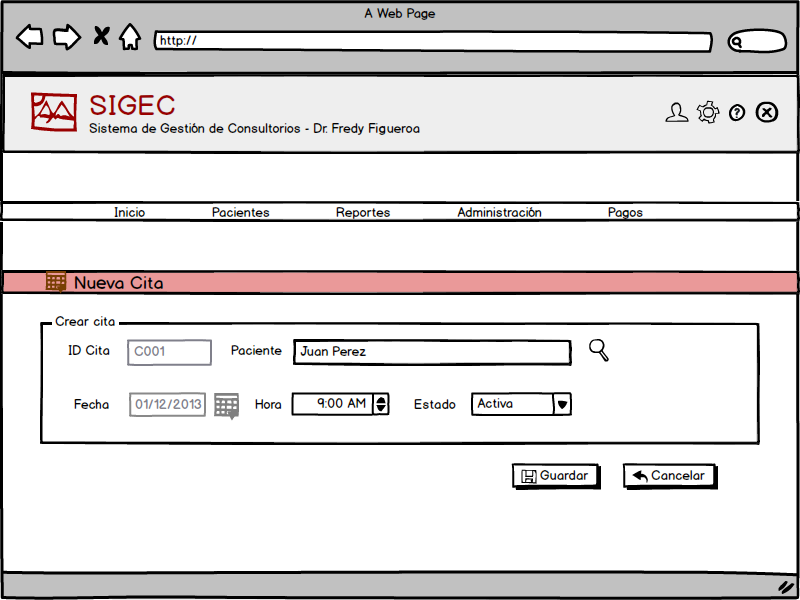 A Web Page
http://
SIGEC
Sistema de Gestión de Consultorios - Dr. Fredy Figueroa
Inicio Pacientes Reportes Administración Pagos
Nueva Cita
Crear cita
ID Cita C001 Paciente Juan Perez
Fecha 01/12/2013 Hora 9:00 AM Estado Activa
Guardar Cancelar